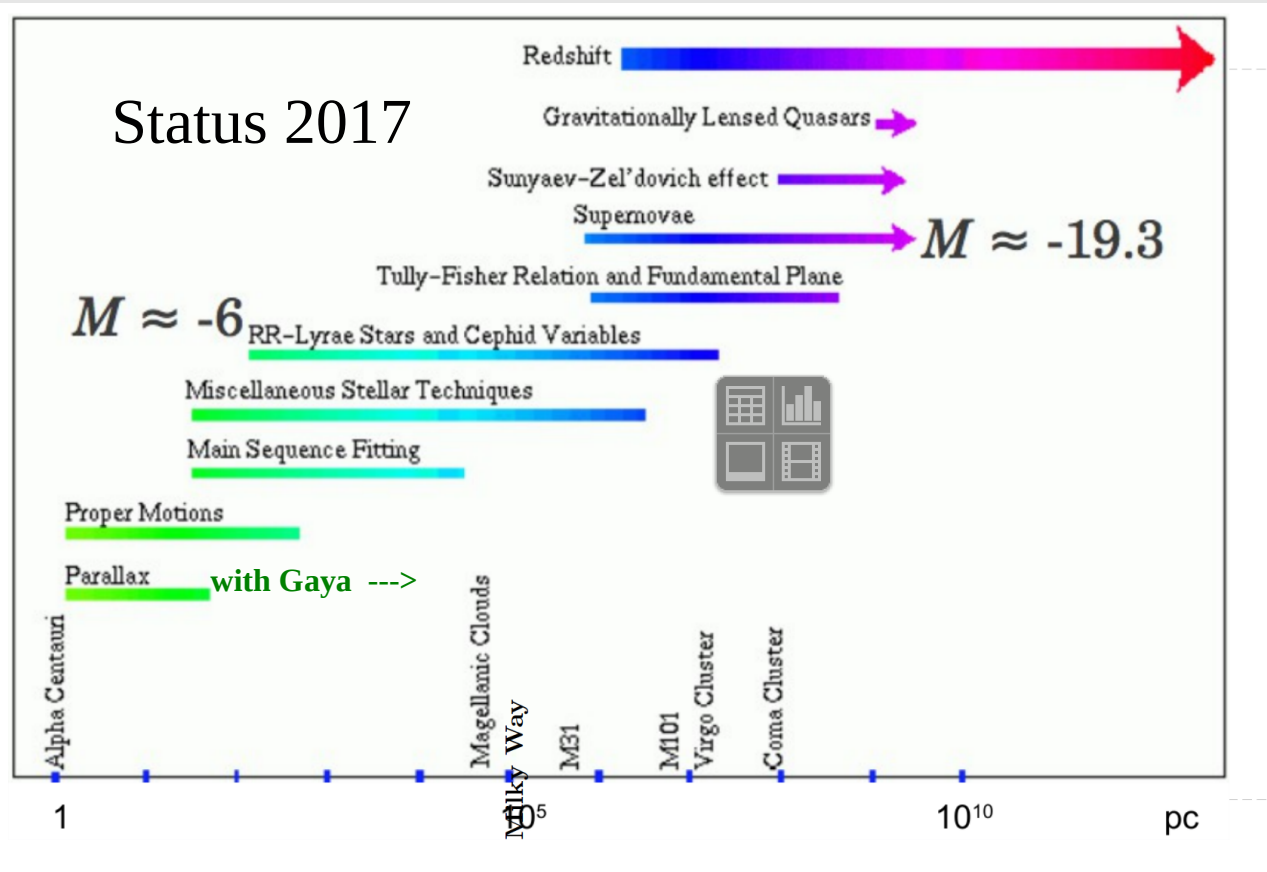 Redshift
Status 2017
Gravitationally Lensed Quasars
Sunyaev-Zel'dovich effect
Supernovae
M ≈ -19.3
Tully-Fisher Relation and Fundamental Plane
M ≈ -6
RR-Lyrae Stars and Cephid Variables
Miscellaneous Stellar Techniques
Main Sequence Fitting
Proper Motions
Parallax
with Gaya --->
Alpha Centauri
Magellanic Clouds
Milky Way
M31
M101
Virgo Cluster
Coma Cluster
1
10⁵
10¹⁰
pc